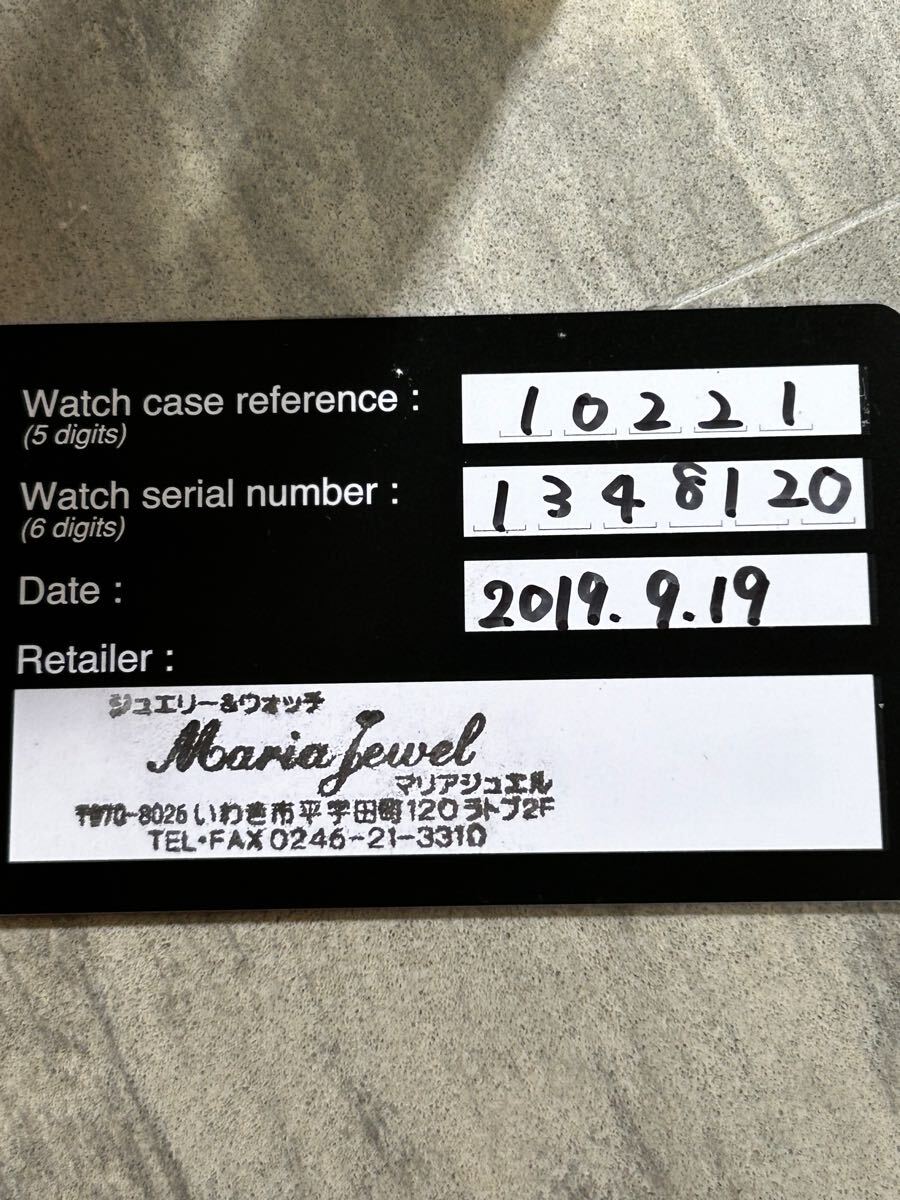 Watch case reference : 10221
(5 digits)
Watch serial number : 1348120
(6 digits)
Date : 2019.9.19
Retailer :
ジュエリー&ウォッチ
Maria Jewel
マリアジュエル
〒970-8026 いわき市平字田町120ラトブ2F
TEL・FAX 0246-21-3310